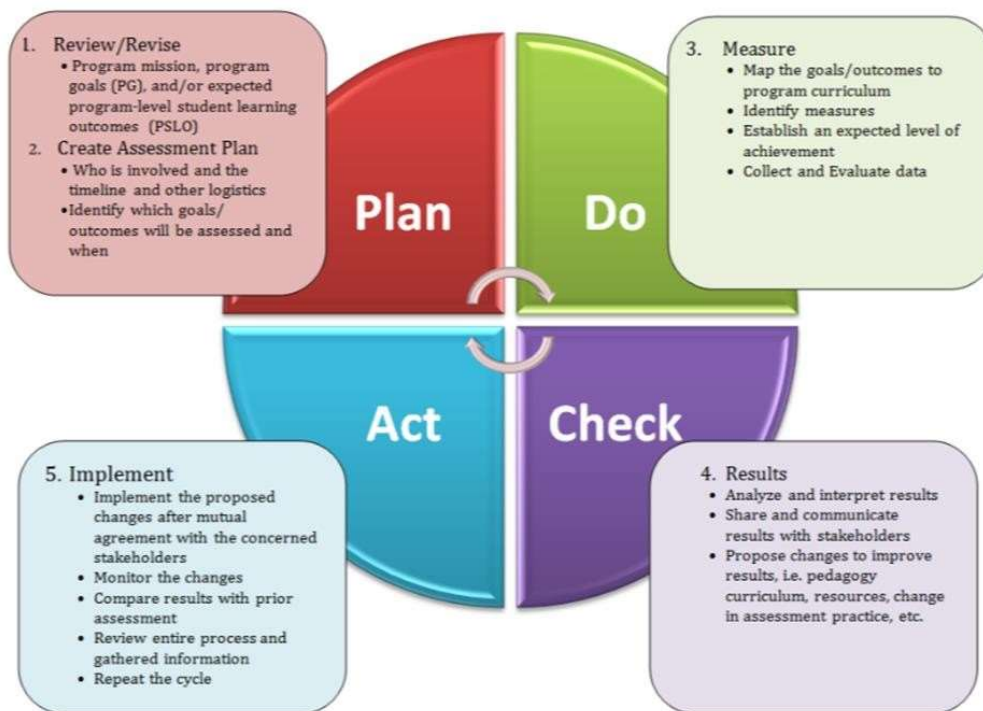 1. Review/Revise
• Program mission, program
goals (PG), and/or expected
program-level student learning
outcomes (PSLO)
2. Create Assessment Plan
• Who is involved and the
timeline and other logistics
•Identify which goals/
outcomes will be assessed and
when
Plan
Do
3. Measure
• Map the goals/outcomes to
program curriculum
• Identify measures
• Establish an expected level of
achievement
• Collect and Evaluate data
Act
Check
5. Implement
• Implement the proposed
changes after mutual
agreement with the concerned
stakeholders
• Monitor the changes
• Compare results with prior
assessment
• Review entire process and
gathered information
• Repeat the cycle
4. Results
• Analyze and interpret results
• Share and communicate
results with stakeholders
• Propose changes to improve
results, i.e. pedagogy
curriculum, resources, change
in assessment practice, etc.